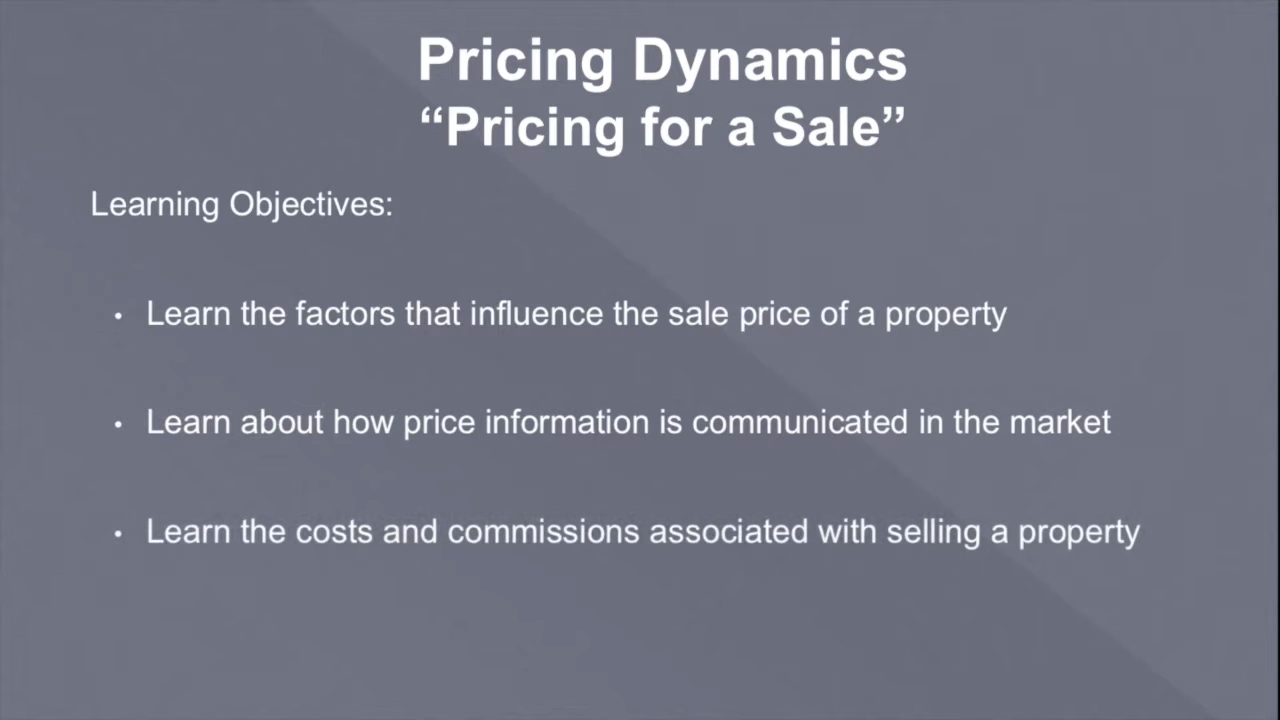 Pricing Dynamics
“Pricing for a Sale”
Learning Objectives:
• Learn the factors that influence the sale price of a property
• Learn about how price information is communicated in the market
• Learn the costs and commissions associated with selling a property